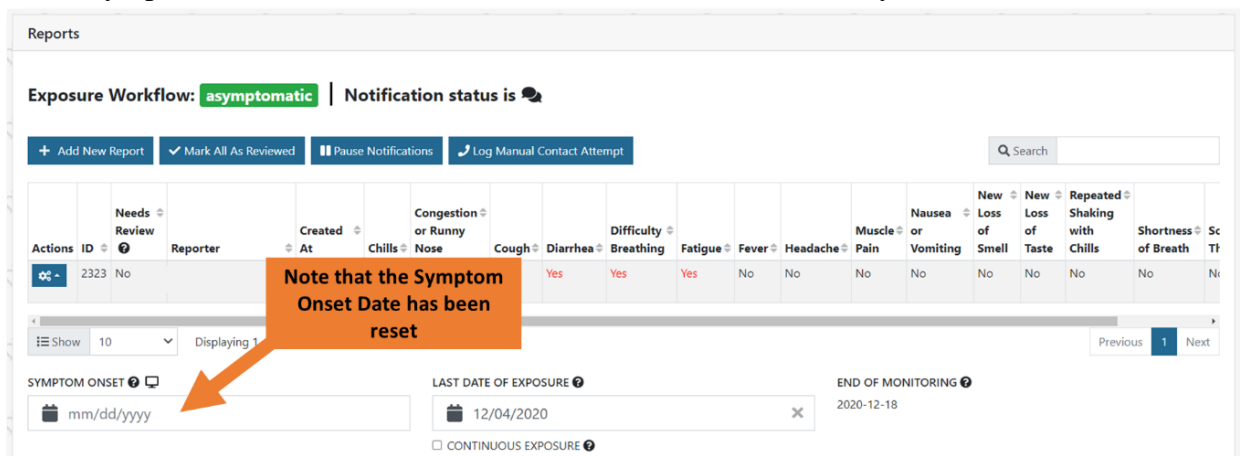 Reports
Exposure Workflow: asymptomatic | Notification status is
+ Add New Report Mark All As Reviewed Pause Notifications Log Manual Contact Attempt Search
Actions ID Needs Review Reporter Created At Chills Congestion or Runny Nose Cough Diarrhea Difficulty Breathing Fatigue Fever Headache Muscle Pain Nausea or Vomiting New Loss of Smell New Loss of Taste Repeated Shaking with Chills Shortness of Breath
2323 No Yes Yes Yes No No No No No No No No
Note that the Symptom
Onset Date has been
reset
Show 10 Displaying 1 Previous 1 Next
SYMPTOM ONSET LAST DATE OF EXPOSURE END OF MONITORING
mm/dd/yyyy 12/04/2020 2020-12-18
CONTINUOUS EXPOSURE